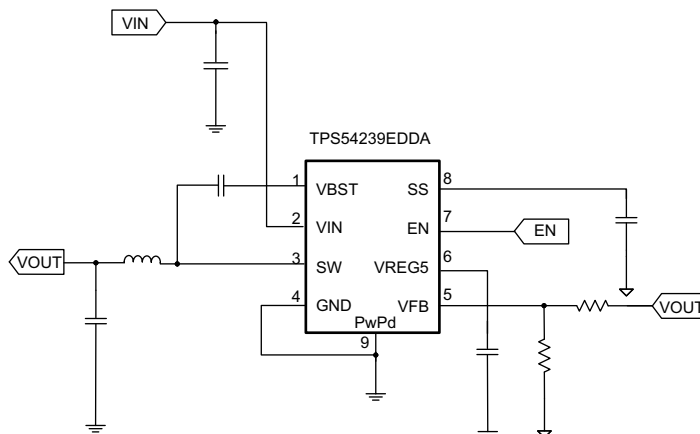 VIN
TPS54239EDDA
1 VBST SS 8
2 VIN EN 7 EN
VOUT 3 SW VREG5 6
4 GND VFB 5 VOUT
PwPd
9